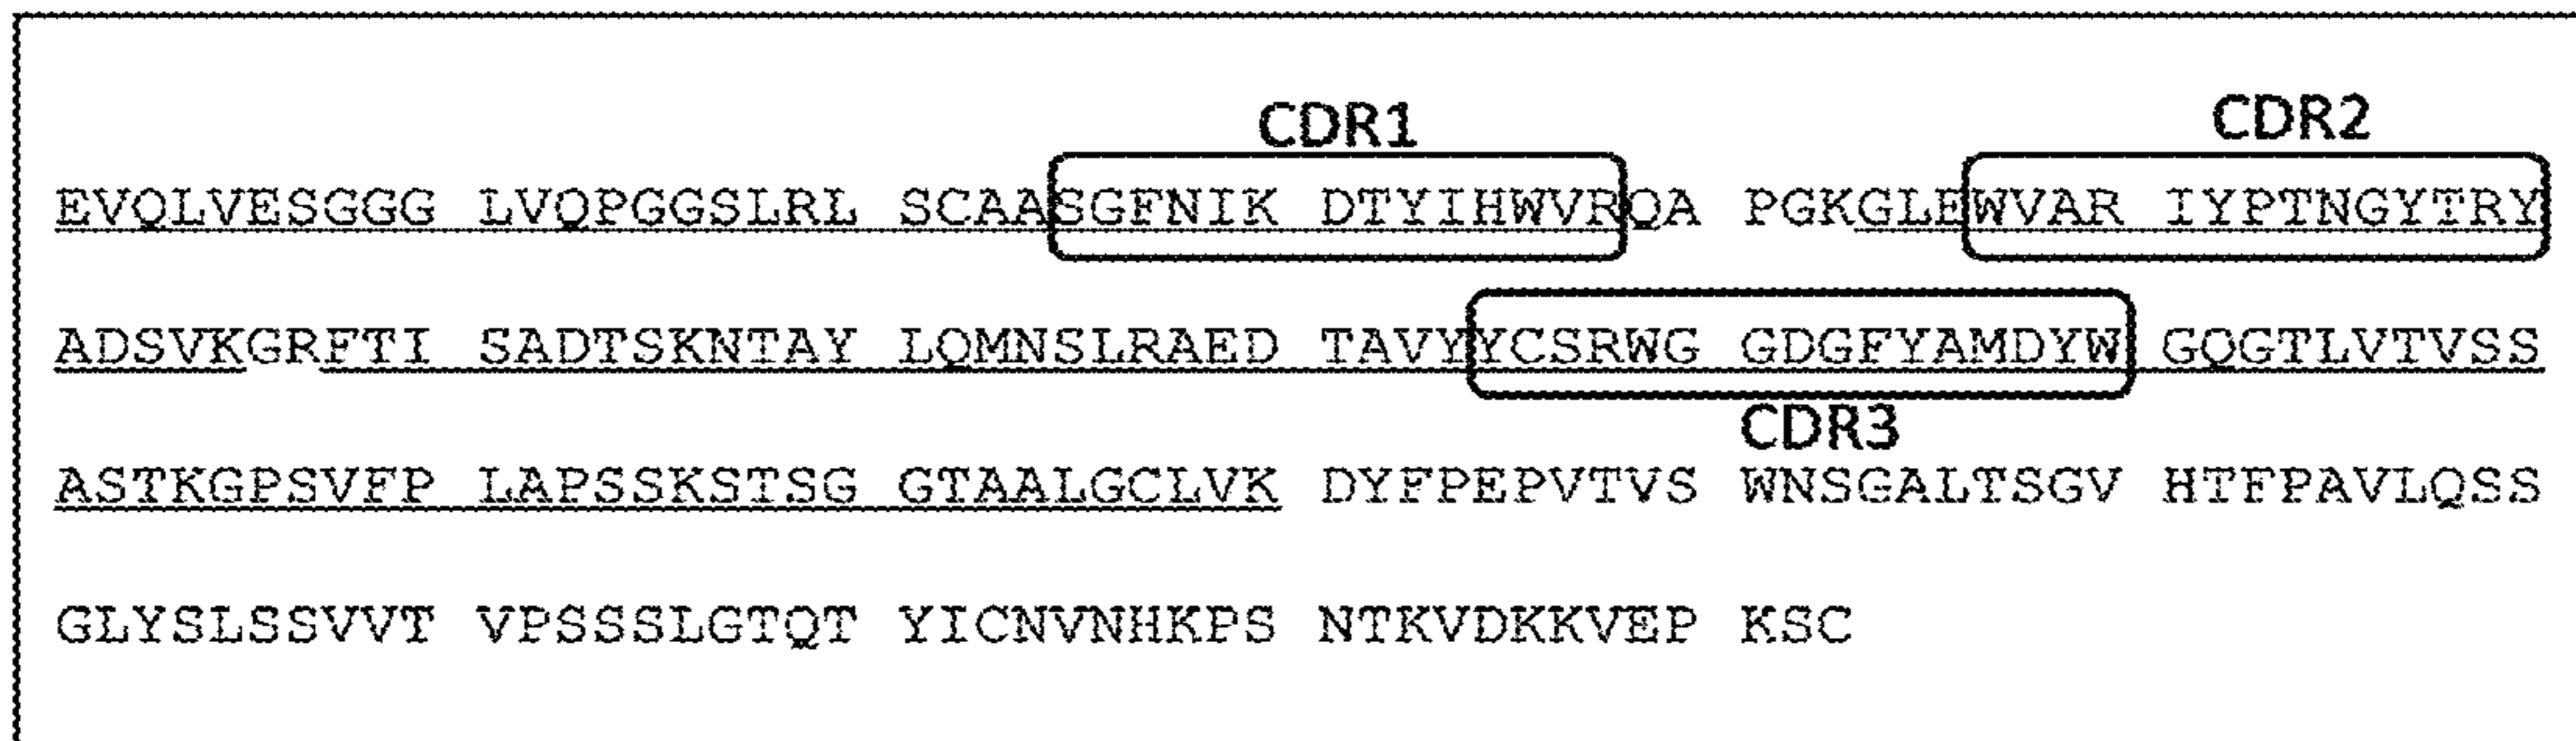 CDR1 CDR2
EVQLVESGGG LVQPGGSLRL SCAASGFNIK DTYIHWVRQA PGKGLEWVAR IYPTNGYTRY
ADSVKGRFTI SADTSKNTAY LQMNSLRAED TAVYYCSRWG GDGFYAMDYW GQGTLVTVSS
CDR3
ASTKGPSVFP LAPSSKSTSG GTAALGCLVK DYFPEPVTVS WNSGALTSGV HTFPAVLQSS
GLYSLSSVVT VPSSSLGTQT YICNVNHKPS NTKVDKKVEP KSC